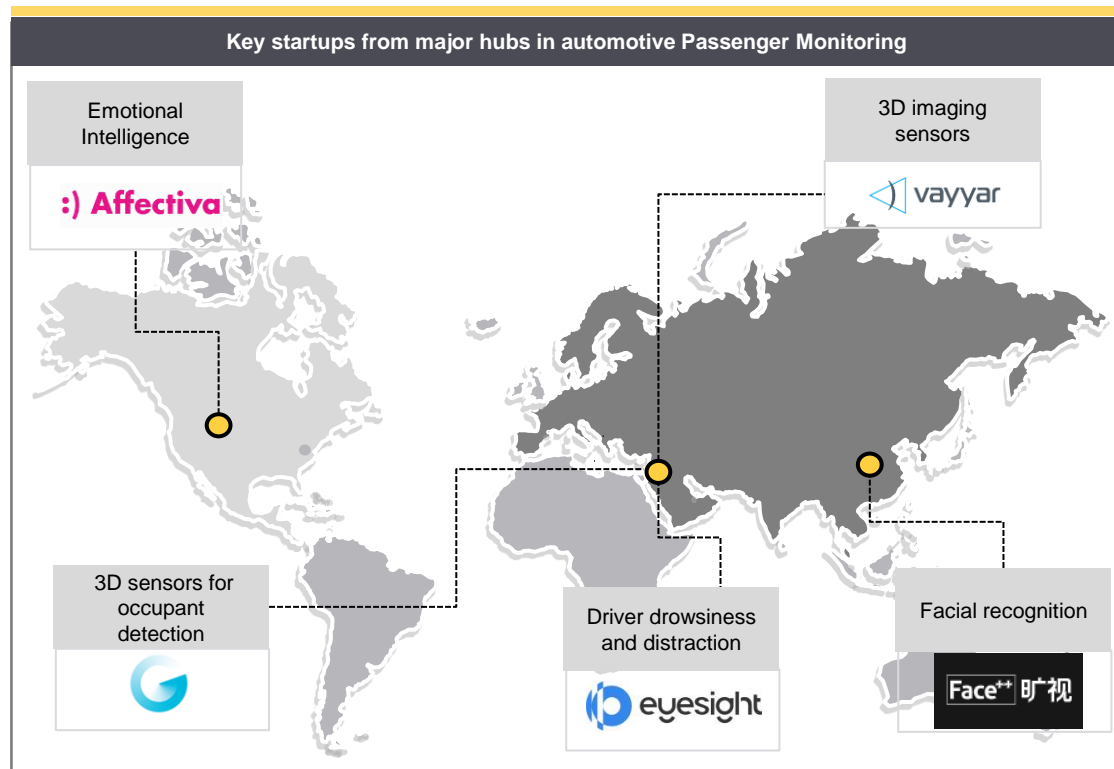 Key startups from major hubs in automotive Passenger Monitoring
Emotional
Intelligence
:) Affectiva
3D imaging
sensors
vayyar
3D sensors for
occupant
detection
Driver drowsiness
and distraction
eyesight
Facial recognition
Face++ 旷视